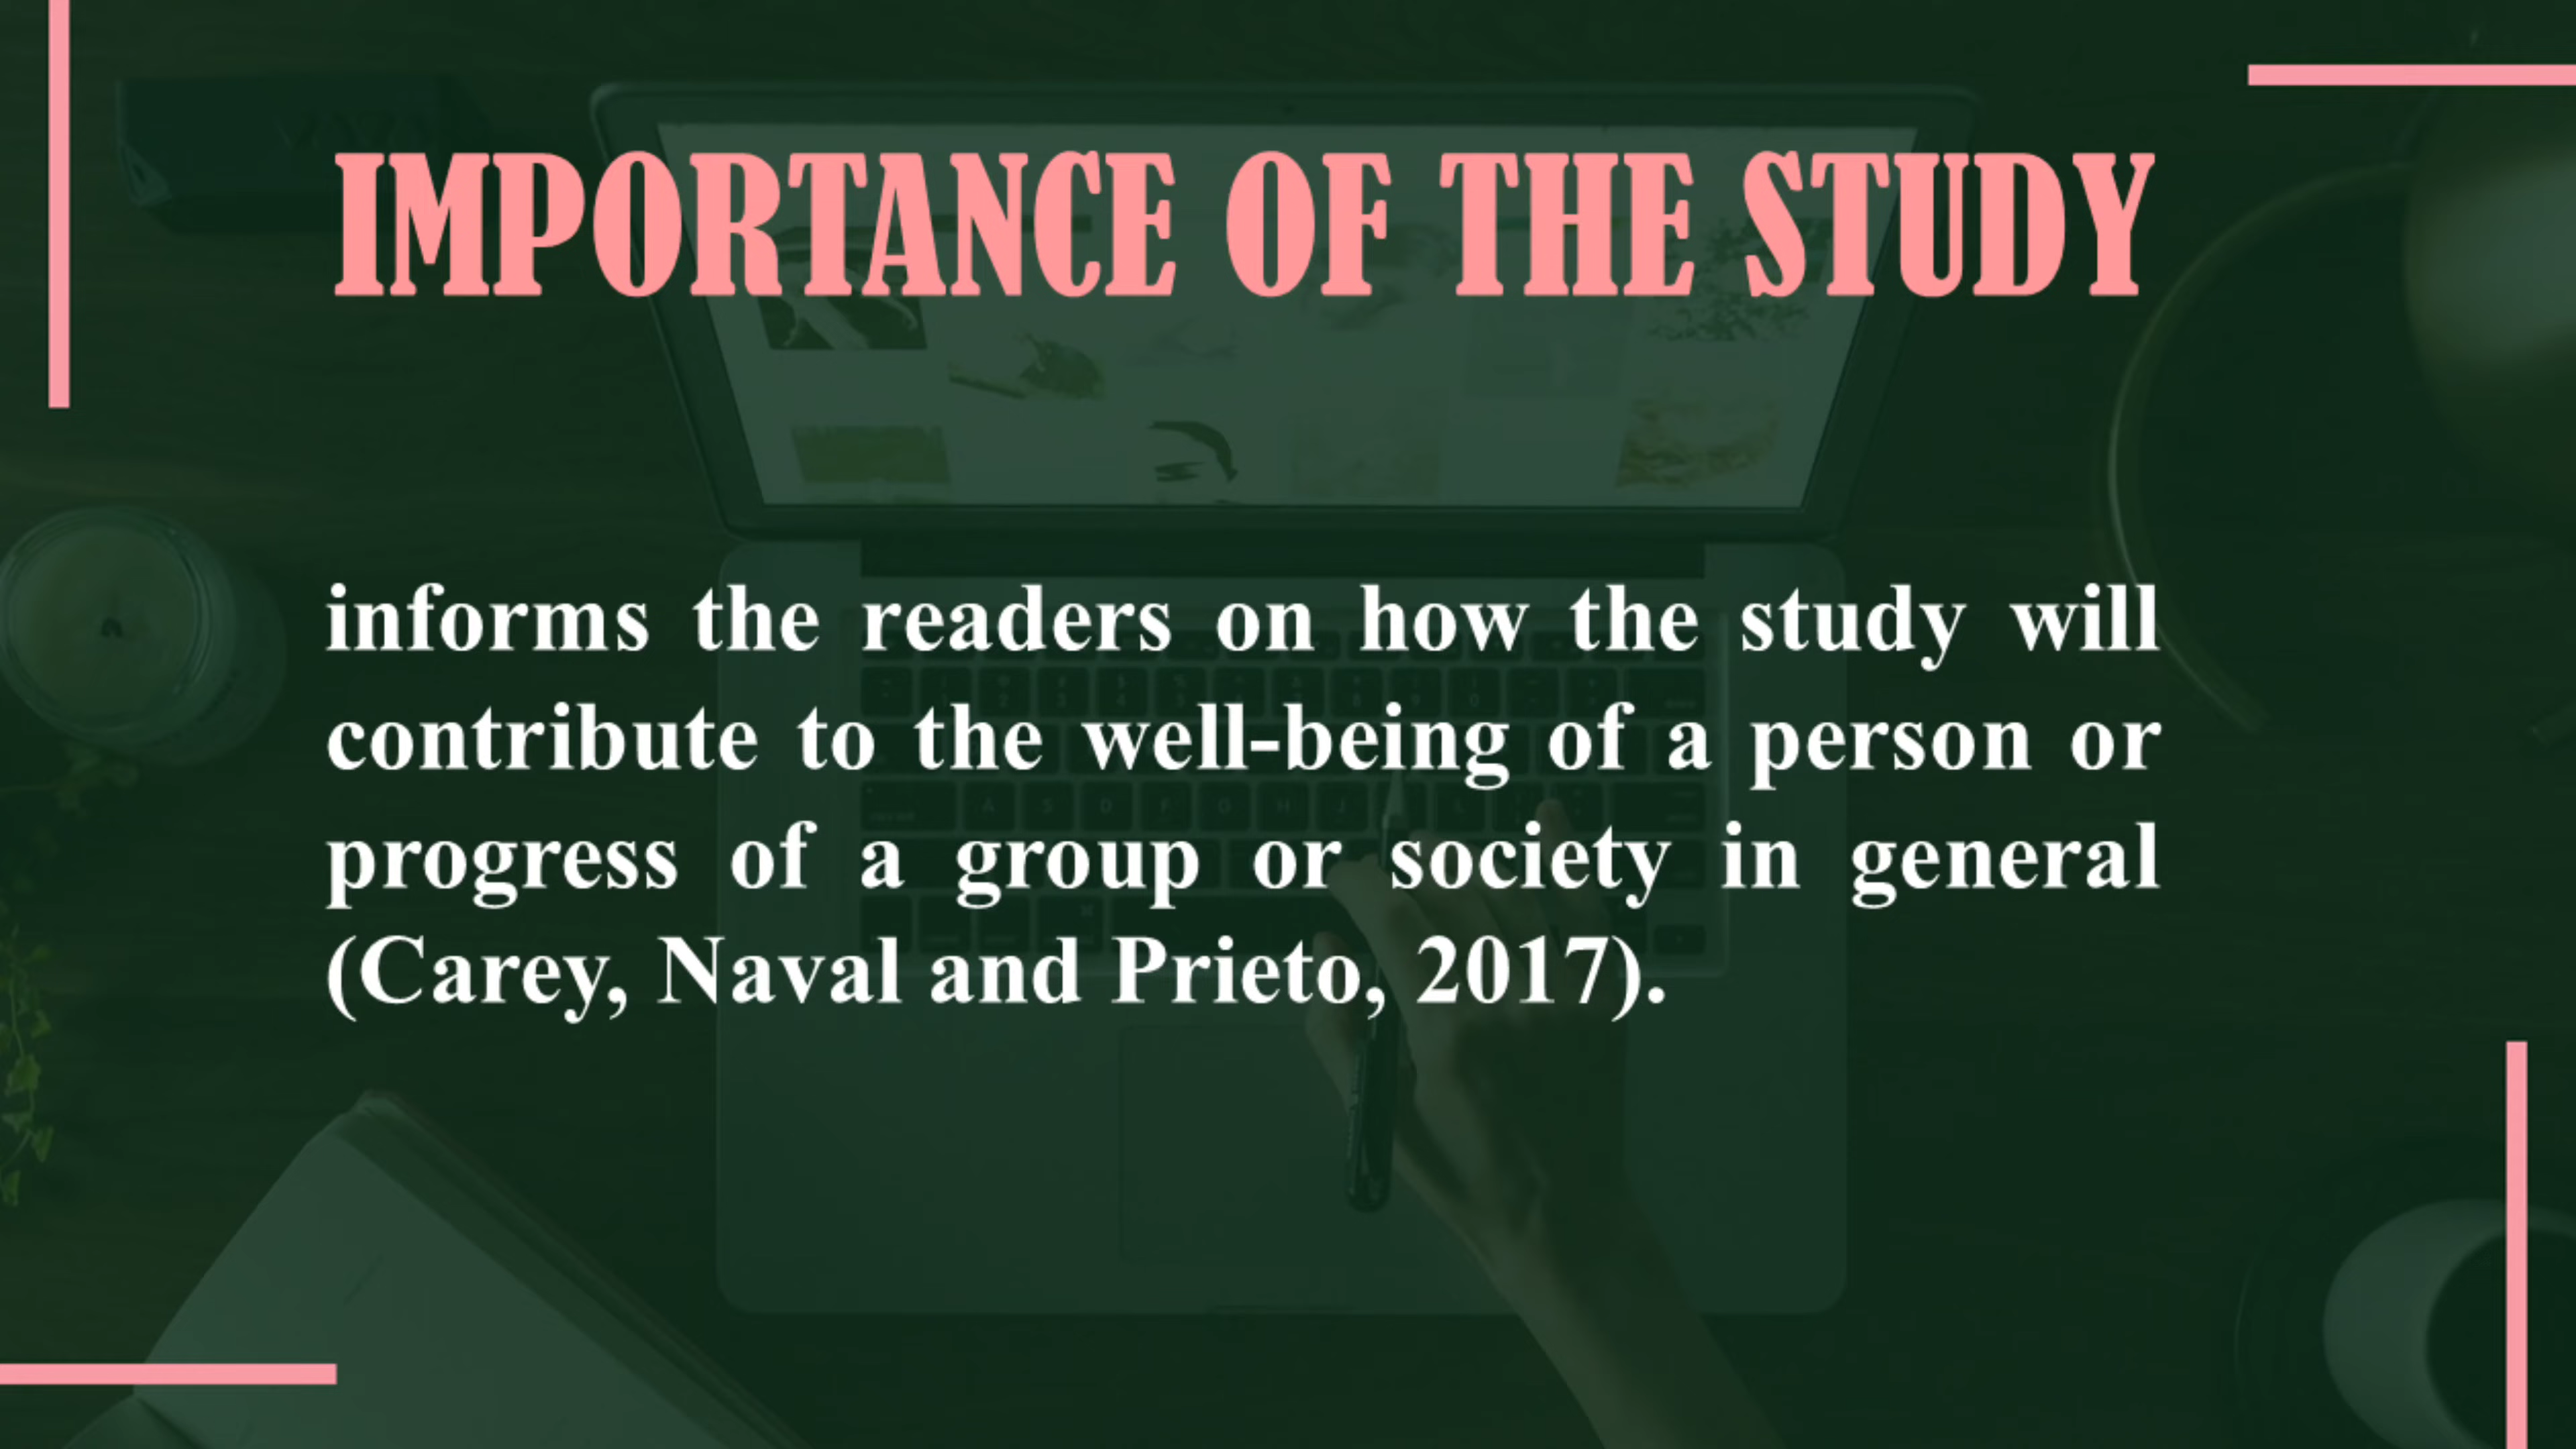 IMPORTANCE OF THE STUDY
informs the readers on how the study will
contribute to the well-being of a person or
progress of a group or society in general
(Carey, Naval and Prieto, 2017).